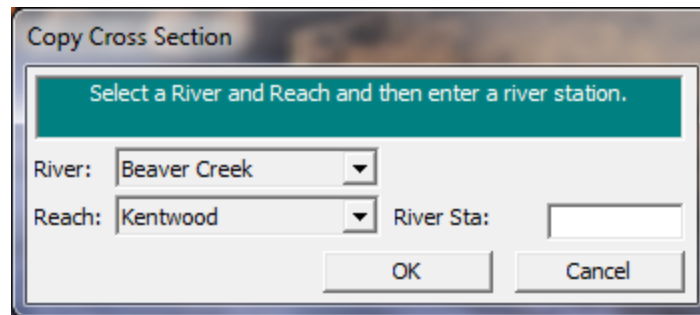 Copy Cross Section
Select a River and Reach and then enter a river station.
River: Beaver Creek
Reach: Kentwood River Sta:
OK Cancel